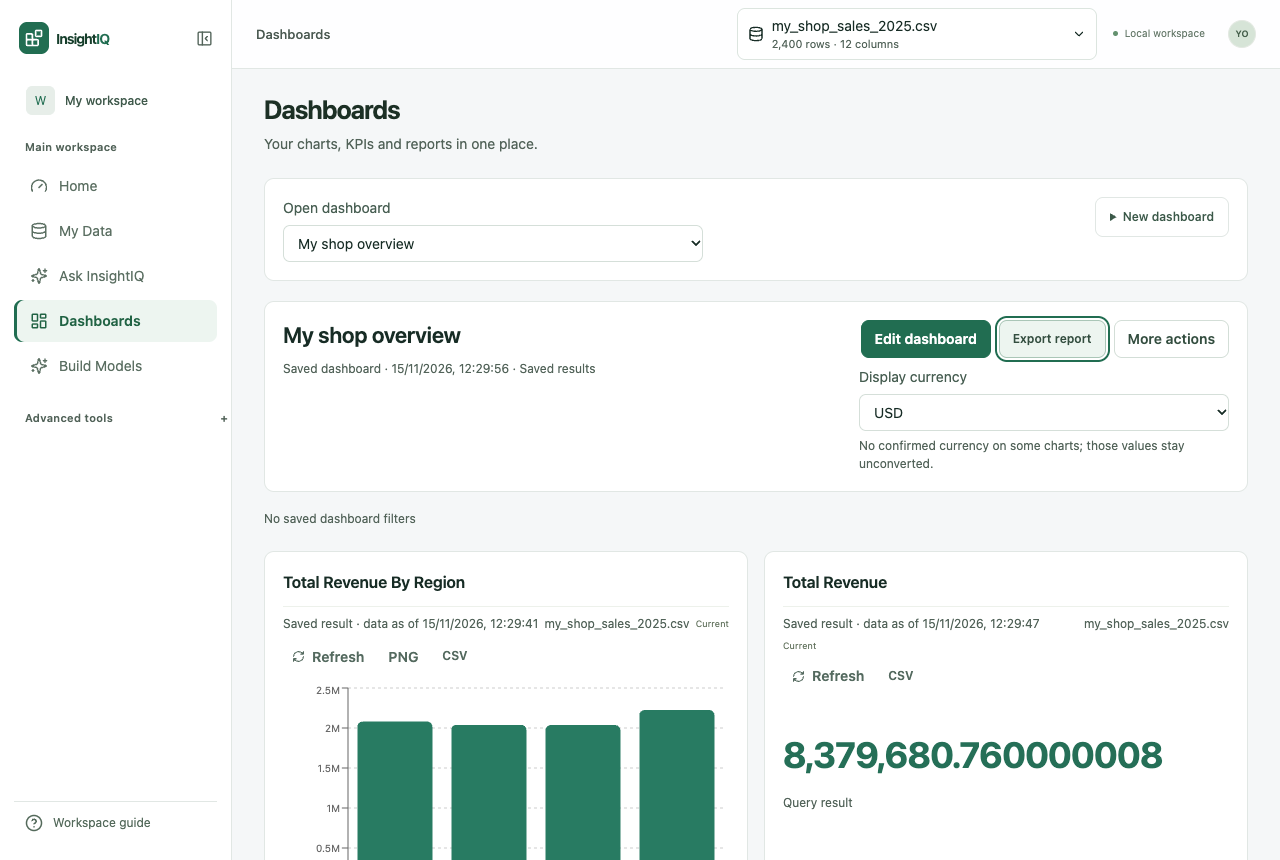 InsightIQ
W My workspace
Main workspace
Home
My Data
Ask InsightIQ
Dashboards
Build Models
Advanced tools +
Workspace guide
Dashboards
my_shop_sales_2025.csv
2,400 rows · 12 columns
Local workspace
YO
Dashboards
Your charts, KPIs and reports in one place.
Open dashboard
My shop overview
New dashboard
My shop overview
Saved dashboard · 15/11/2026, 12:29:56 · Saved results
Edit dashboard Export report More actions
Display currency
USD
No confirmed currency on some charts; those values stay
unconverted.
No saved dashboard filters
Total Revenue By Region
Saved result · data as of 15/11/2026, 12:29:41 my_shop_sales_2025.csv Current
Refresh PNG CSV
2.5M
2M
1.5M
1M
0.5M
Total Revenue
Saved result · data as of 15/11/2026, 12:29:47 my_shop_sales_2025.csv
Current
Refresh CSV
8,379,680.760000008
Query result